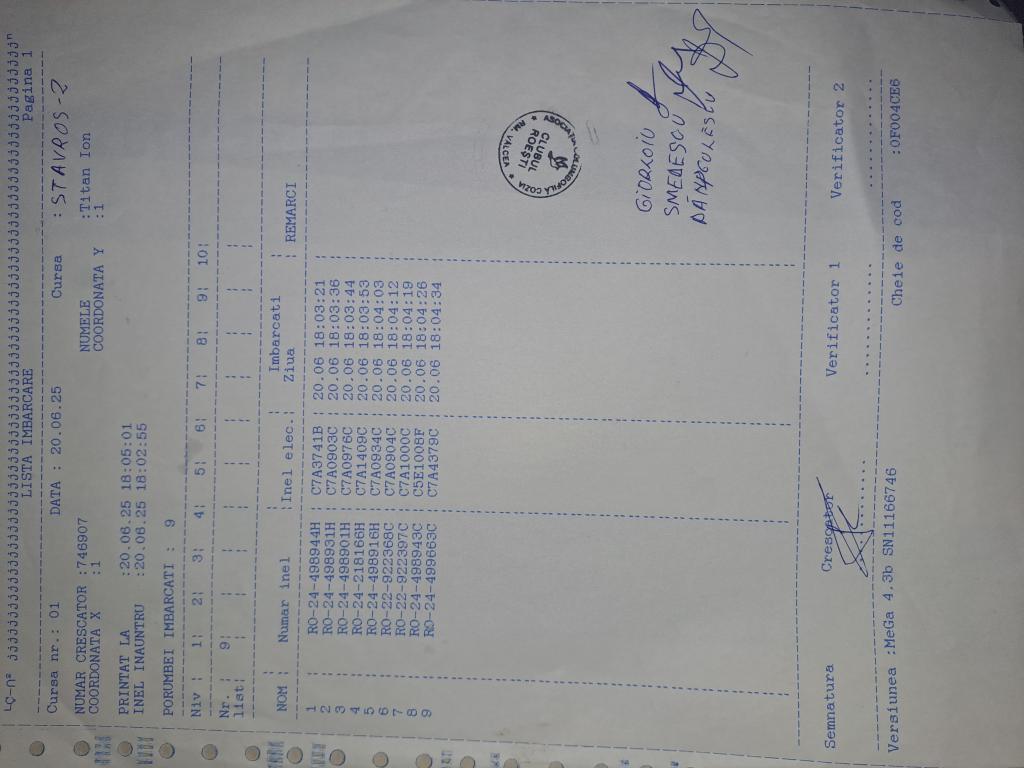 LISTA IMBARCARE Pagina 1
Cursa nr.: 01 DATA : 20.06.25 Cursa : STAVROS-2
NUMAR CRESCATOR :746907 NUMELE :Titan Ion
COORDONATA X :1 COORDONATA Y :1
PRINTAT LA :20.06.25 18:05:01
INEL INAUNTRU :20.06.25 18:02:55
PORUMBEI IMBARCATI : 9
Niv : 1¦ 2¦ 3¦ 4¦ 5¦ 6¦ 7¦ 8¦ 9¦ 10¦
Nr. ¦ 9¦
list¦
NOM ¦ Numar inel ¦Inel elec.¦ Imbarcati ¦ REMARCI
Ziua
1 : RO-24-498944H: C7A3741B : 20.06 18:03:21
2 : RO-24-498931H: C7A0903C : 20.06 18:03:36
3 : RO-24-498901H: C7A0976C : 20.06 18:03:44
4 : RO-24-218166H: C7A1409C : 20.06 18:03:53
5 : RO-24-498916H: C7A0934C : 20.06 18:04:03
6 : RO-22-922368C: C7A0904C : 20.06 18:04:12
7 : RO-22-922397C: C7A1000C : 20.06 18:04:19
8 : RO-24-498943C: C5E1008F : 20.06 18:04:26
9 : RO-24-499663C: C7A4379C : 20.06 18:04:34
ASOCIATIA COLUMBOFILĂ COZIA * RM. VALCEA *
CLUBUL
ROESTI
GIOROIU
SMEDESCU
Semnatura Crescator Verificator 1 Verificator 2
Versiunea :MeGa 4.3b SN11166746 Cheie de cod :0F004CE6